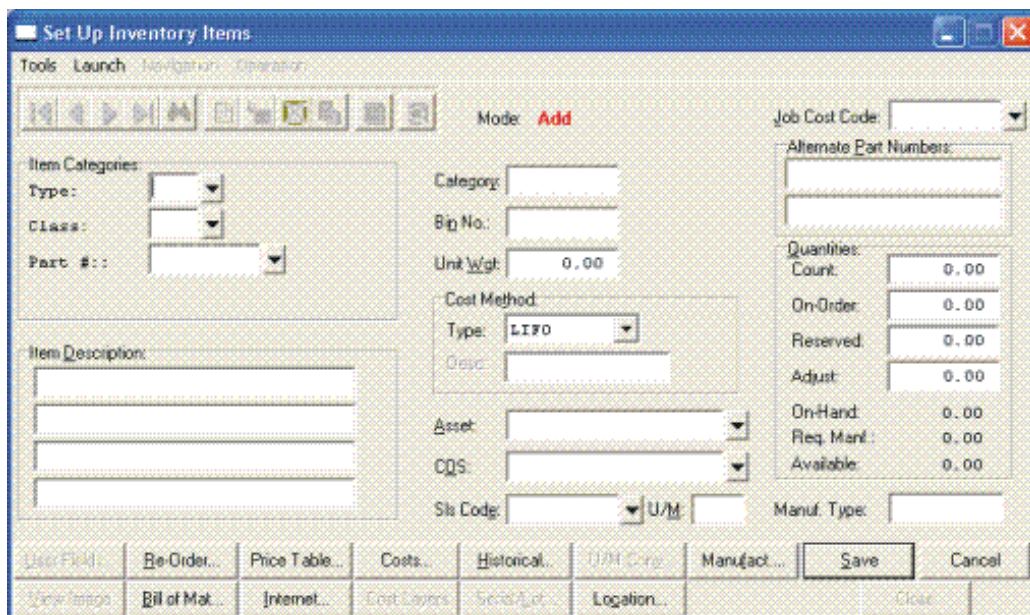 Set Up Inventory Items
Tools Launch Navigation Operation
Mode: Add
Job Cost Code:
Item Categories:
Type:
Class:
Part #::
Category:
Bin No.:
Unit Wgt: 0.00
Cost Method
Type: LIFO
Desc:
Alternate Part Numbers:
Quantities:
Count: 0.00
On-Order: 0.00
Reserved: 0.00
Adjust: 0.00
On-Hand: 0.00
Req. Manf.: 0.00
Available: 0.00
Item Description:
Asset:
COS:
Sls Code: U/M:
Manuf. Type:
User Fields... Re-Order... Price Table... Costs... Historical... U/M Conv... Manufact... Save Cancel
View Image Bill of Mat... Internet... Cost Layers Serial/Lot... Location... Close